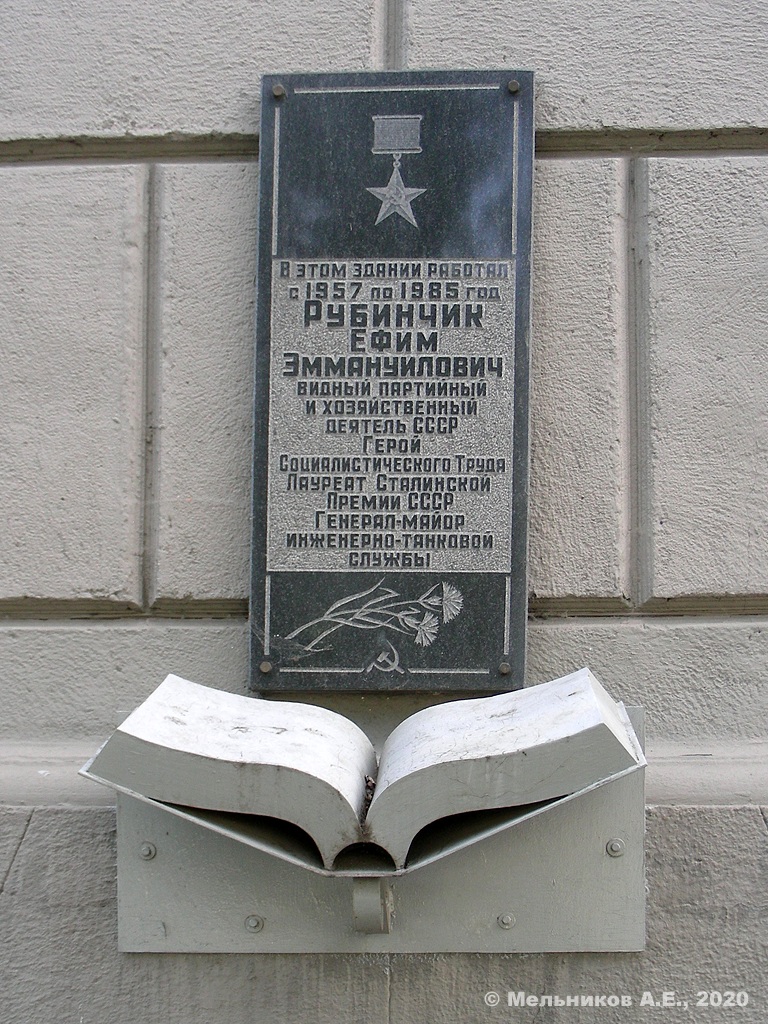 В ЭТОМ ЗДАНИИ РАБОТАЛ
с 1957 по 1985 год
РУБИНЧИК
ЕФИМ
ЭММАНУИЛОВИЧ
ВИДНЫЙ ПАРТИЙНЫЙ
И ХОЗЯЙСТВЕННЫЙ
ДЕЯТЕЛЬ СССР
ГЕРОЙ
СОЦИАЛИСТИЧЕСКОГО ТРУДА
ЛАУРЕАТ СТАЛИНСКОЙ
ПРЕМИИ СССР
ГЕНЕРАЛ-МАЙОР
ИНЖЕНЕРНО-ТАНКОВОЙ
СЛУЖБЫ
© Мельников А.Е., 2020